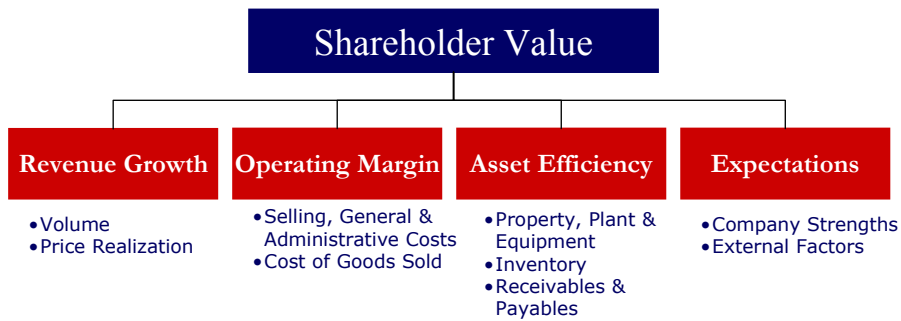 Shareholder Value
Revenue Growth
•Volume
•Price Realization
Operating Margin
•Selling, General &
Administrative Costs
•Cost of Goods Sold
Asset Efficiency
•Property, Plant &
Equipment
•Inventory
•Receivables &
Payables
Expectations
•Company Strengths
•External Factors